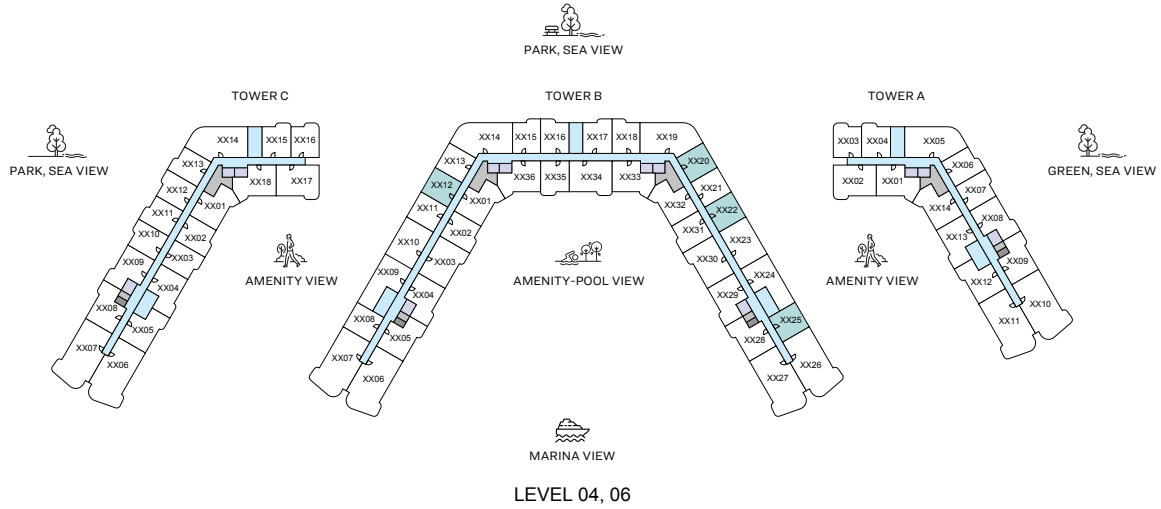 PARK, SEA VIEW
TOWER C
TOWER B
TOWER A
PARK, SEA VIEW
GREEN, SEA VIEW
XX14
XX15
XX16
XX13
XX12
XX11
XX10
XX09
XX08
XX07
XX06
XX05
XX04
XX03
XX02
XX01
XX18
XX17
XX14
XX15
XX16
XX17
XX18
XX19
XX13
XX12
XX11
XX10
XX09
XX08
XX07
XX06
XX05
XX04
XX03
XX02
XX01
XX36
XX35
XX34
XX33
XX32
XX31
XX30
XX29
XX28
XX27
XX26
XX25
XX24
XX23
XX22
XX21
XX20
XX03
XX04
XX05
XX02
XX01
XX06
XX07
XX08
XX09
XX10
XX11
XX12
XX13
XX14
AMENITY VIEW
AMENITY-POOL VIEW
AMENITY VIEW
MARINA VIEW
LEVEL 04, 06